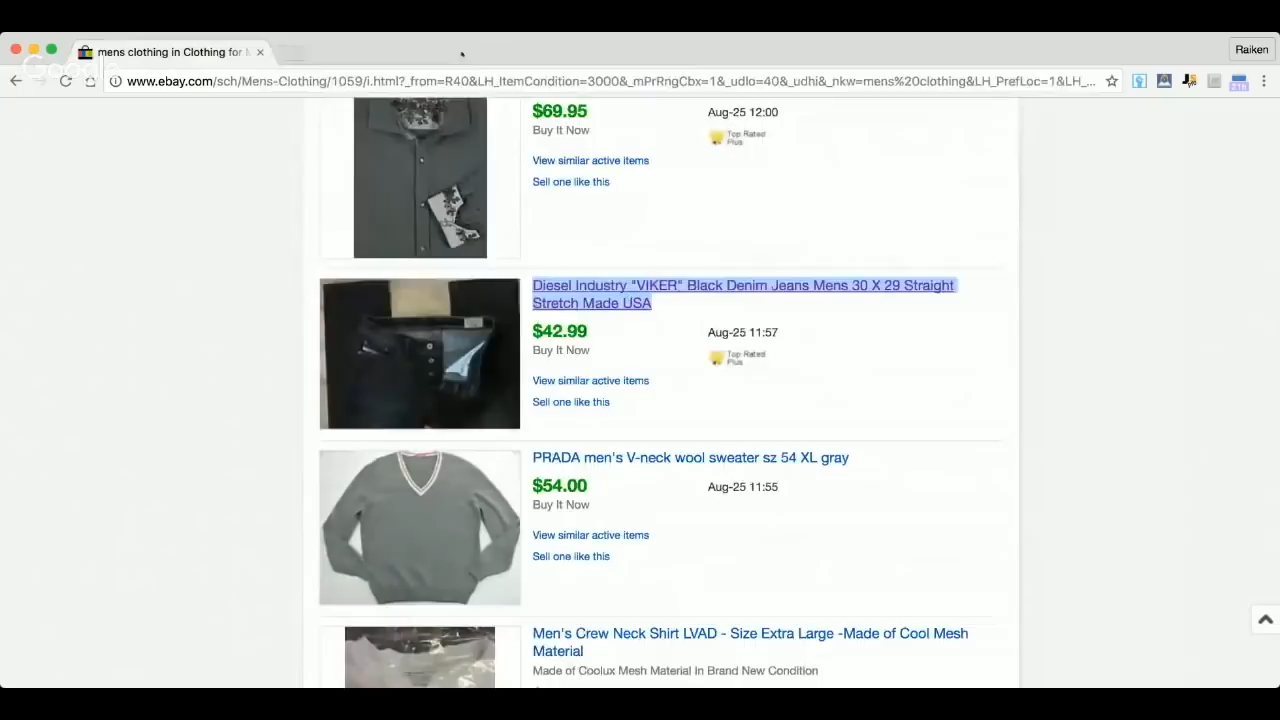 mens clothing in Clothing for M
Raiken
Google
www.ebay.com/sch/Mens-Clothing/1059/i.html?_from=R40&LH_ItemCondition=3000&_mPrRngCbx=1&_udlo=40&_udhi&_nkw=mens%20clothing&LH_PrefLoc=1&LH_...
21h
$69.95
Aug-25 12:00
Buy It Now
Top Rated
Plus
View similar active items
Sell one like this
Diesel Industry "VIKER" Black Denim Jeans Mens 30 X 29 Straight
Stretch Made USA
$42.99
Aug-25 11:57
Buy It Now
Top Rated
Plus
View similar active items
Sell one like this
PRADA men's V-neck wool sweater sz 54 XL gray
$54.00
Aug-25 11:55
Buy It Now
View similar active items
Sell one like this
Men's Crew Neck Shirt LVAD - Size Extra Large -Made of Cool Mesh
Material
Made of Coolux Mesh Material In Brand New Condition